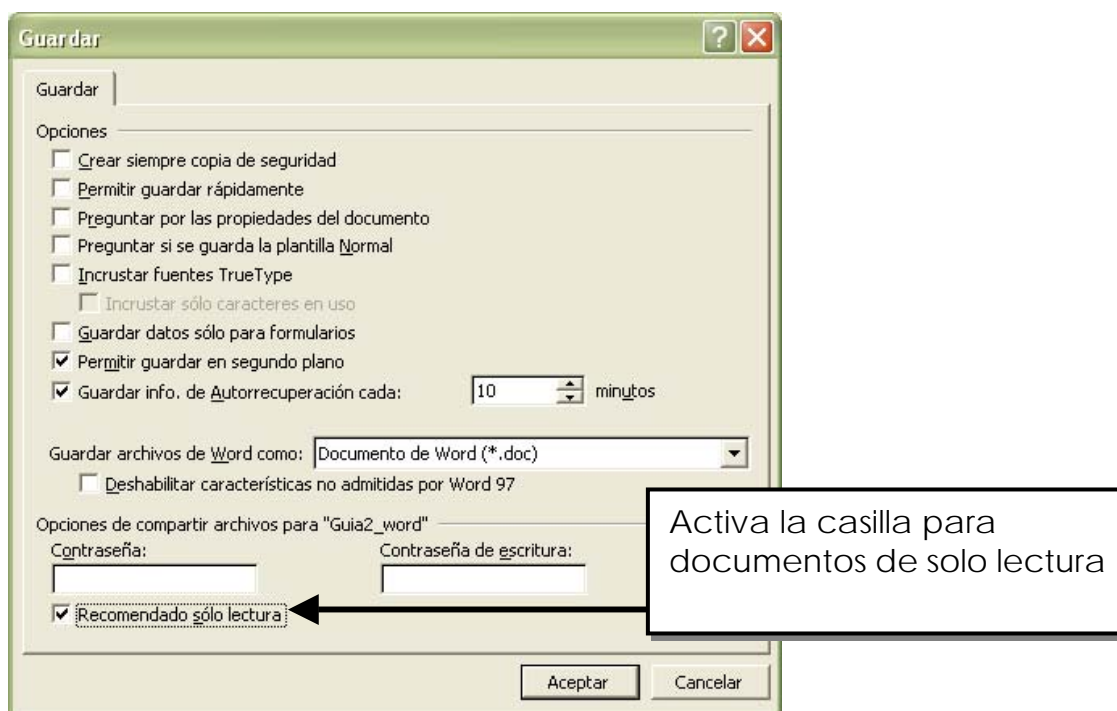 Guardar
Guardar
Opciones
Crear siempre copia de seguridad
Permitir guardar rápidamente
Preguntar por las propiedades del documento
Preguntar si se guarda la plantilla Normal
Incrustar fuentes TrueType
Incrustar sólo caracteres en uso
Guardar datos sólo para formularios
Permitir guardar en segundo plano
Guardar info. de Autorrecuperación cada: 10 minutos
Guardar archivos de Word como: Documento de Word (*.doc)
Deshabilitar características no admitidas por Word 97
Opciones de compartir archivos para "Guia2_word"
Contraseña: Contraseña de escritura:
Recomendado sólo lectura
Activa la casilla para
documentos de solo lectura
Aceptar Cancelar